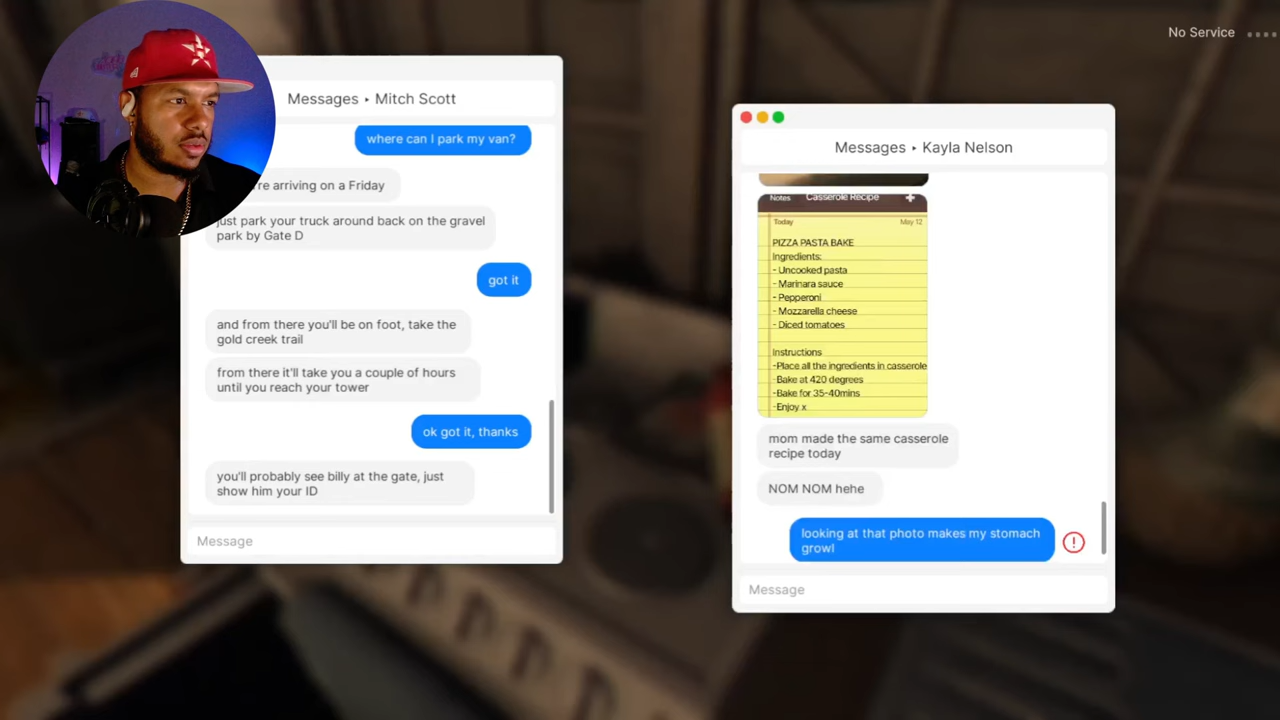 No Service
Messages ▸ Mitch Scott
where can I park my van?
arriving on a Friday
just park your truck around back on the gravel
park by Gate D
got it
and from there you'll be on foot, take the
gold creek trail
from there it'll take you a couple of hours
until you reach your tower
ok got it, thanks
you'll probably see billy at the gate, just
show him your ID
Message
Messages ▸ Kayla Nelson
Notes Casserole Recipe +
Today May 12
PIZZA PASTA BAKE
Ingredients:
- Uncooked pasta
- Marinara sauce
- Pepperoni
- Mozzarella cheese
- Diced tomatoes
Instructions
-Place all the ingredients in casserole
-Bake at 420 degrees
-Bake for 35-40mins
-Enjoy x
mom made the same casserole
recipe today
NOM NOM hehe
looking at that photo makes my stomach
growl
Message